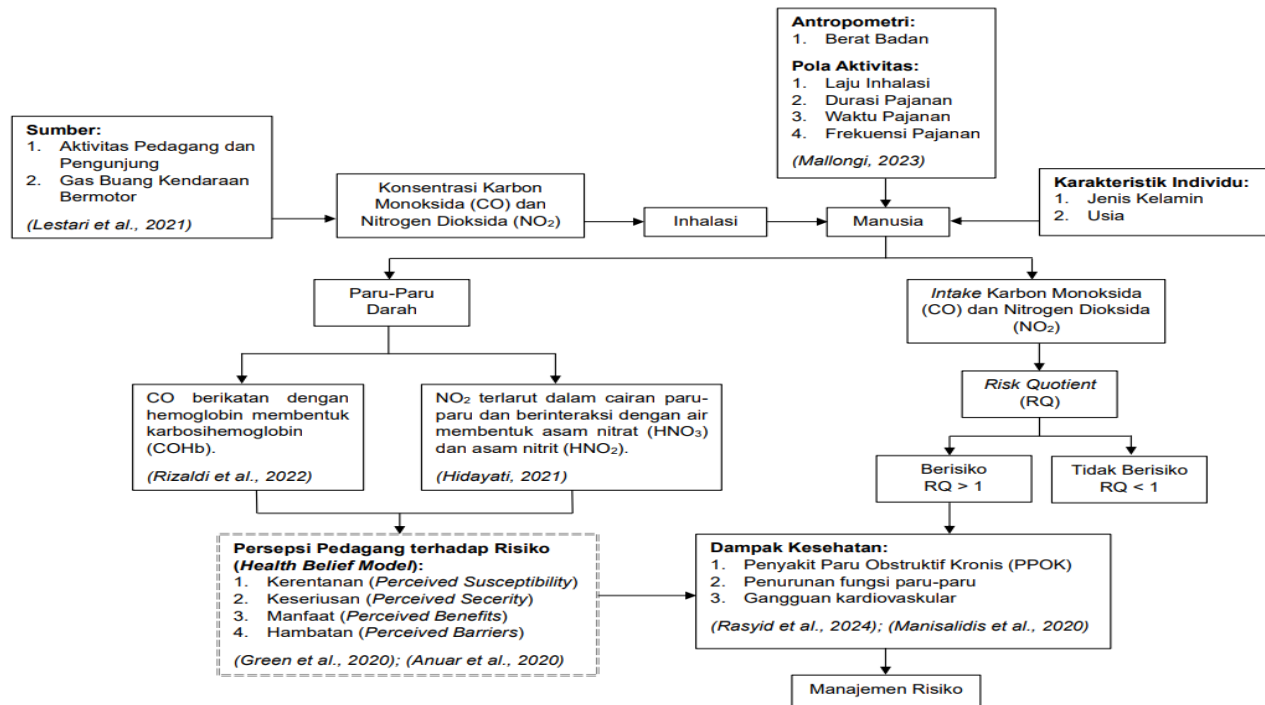 Antropometri:
1. Berat Badan
Pola Aktivitas:
1. Laju Inhalasi
2. Durasi Pajanan
3. Waktu Pajanan
4. Frekuensi Pajanan
(Mallongi, 2023)
Sumber:
1. Aktivitas Pedagang dan
Pengunjung
2. Gas Buang Kendaraan
Bermotor
(Lestari et al., 2021)
Konsentrasi Karbon
Monoksida (CO) dan
Nitrogen Dioksida (NO₂)
Inhalasi
Manusia
Karakteristik Individu:
1. Jenis Kelamin
2. Usia
Paru-Paru
Darah
Intake Karbon Monoksida
(CO) dan Nitrogen Dioksida
(NO₂)
CO berikatan dengan
hemoglobin membentuk
karbosihemoglobin
(COHb).
(Rizaldi et al., 2022)
NO₂ terlarut dalam cairan paru-
paru dan berinteraksi dengan air
membentuk asam nitrat (HNO₃)
dan asam nitrit (HNO₂).
(Hidayati, 2021)
Risk Quotient
(RQ)
Berisiko
RQ > 1
Tidak Berisiko
RQ < 1
Persepsi Pedagang terhadap Risiko
(Health Belief Model):
1. Kerentanan (Perceived Susceptibility)
2. Keseriusan (Perceived Secerity)
3. Manfaat (Perceived Benefits)
4. Hambatan (Perceived Barriers)
(Green et al., 2020); (Anuar et al., 2020)
Dampak Kesehatan:
1. Penyakit Paru Obstruktif Kronis (PPOK)
2. Penurunan fungsi paru-paru
3. Gangguan kardiovaskular
(Rasyid et al., 2024); (Manisalidis et al., 2020)
Manajemen Risiko